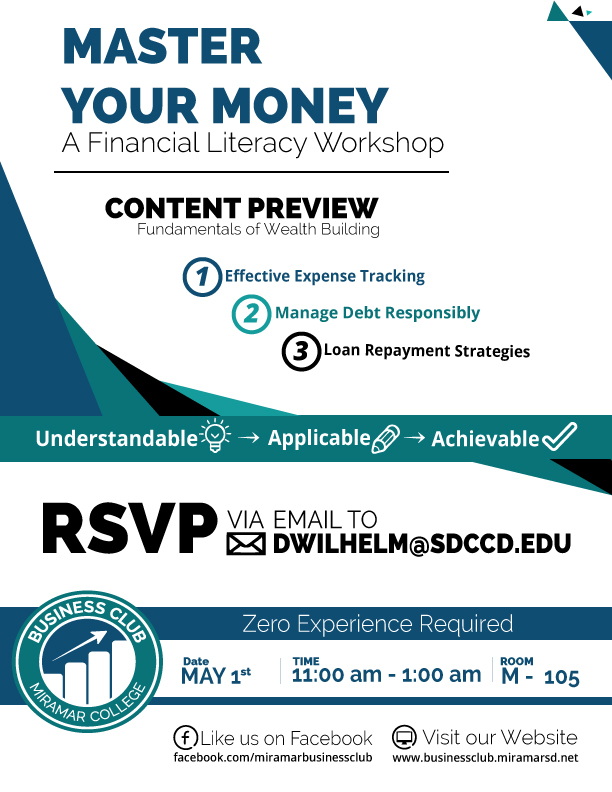 MASTER
YOUR MONEY
A Financial Literacy Workshop
CONTENT PREVIEW
Fundamentals of Wealth Building
1 Effective Expense Tracking
2 Manage Debt Responsibly
3 Loan Repayment Strategies
Understandable → Applicable → Achievable
RSVP VIA EMAIL TO
DWILHELM@SDCCD.EDU
Zero Experience Required
BUSINESS CLUB
MIRAMAR COLLEGE
Date
MAY 1st
TIME
11:00 am - 1:00 am
ROOM
M - 105
f Like us on Facebook
facebook.com/miramarbusinessclub
Visit our Website
www.businessclub.miramarsd.net